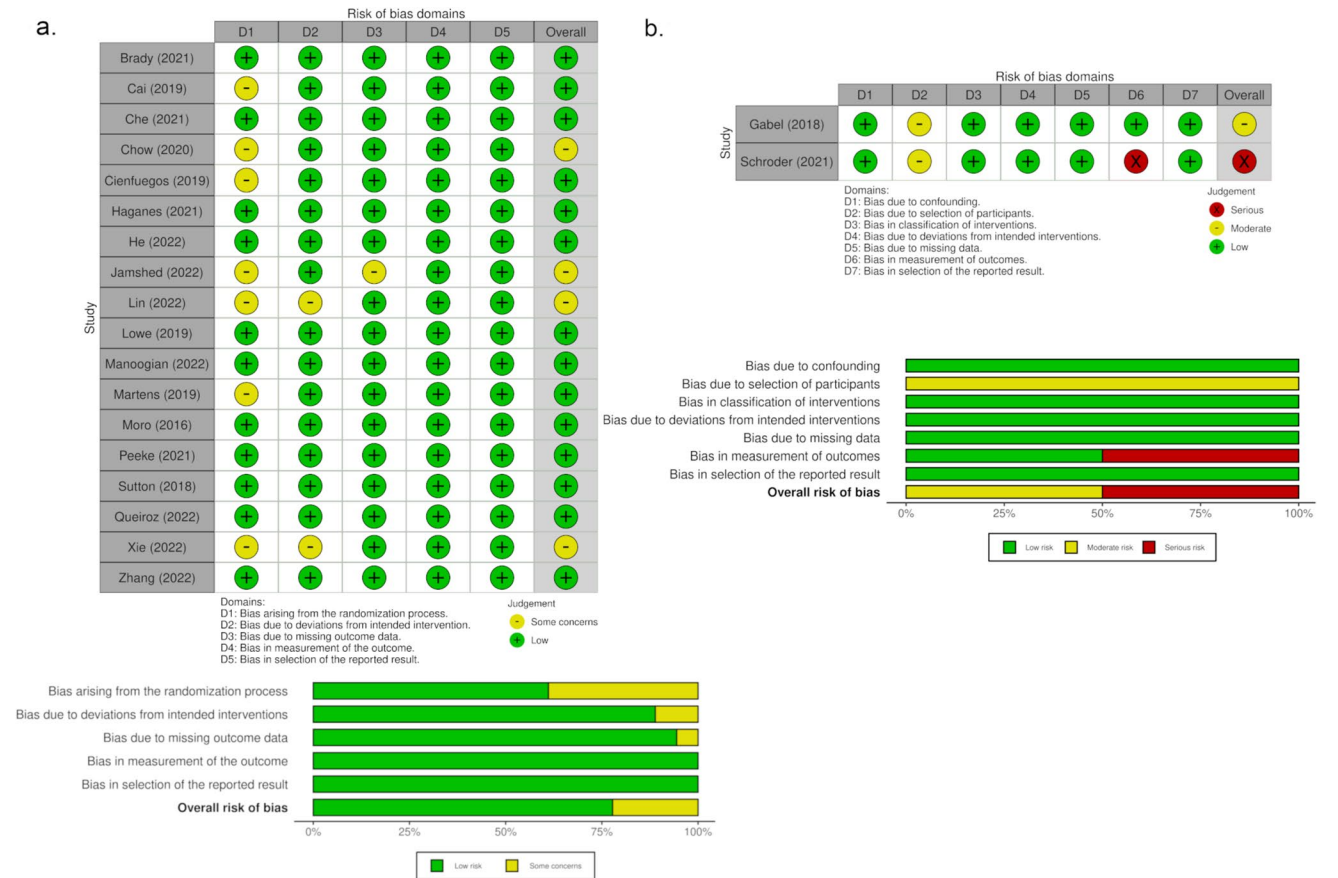 a.
Risk of bias domains
D1 D2 D3 D4 D5 Overall
Study
Brady (2021) + + + + + +
Cai (2019) - + + + + +
Che (2021) + + + + + +
Chow (2020) - + + + + -
Cienfuegos (2019) - + + + + +
Haganes (2021) + + + + + +
He (2022) + + + + + +
Jamshed (2022) - + - + + -
Lin (2022) - - + + + -
Lowe (2019) + + + + + +
Manoogian (2022) + + + + + +
Martens (2019) - + + + + +
Moro (2016) + + + + + +
Peeke (2021) + + + + + +
Sutton (2018) + + + + + +
Queiroz (2022) + + + + + +
Xie (2022) - - + + + -
Zhang (2022) + + + + + +
Domains:
D1: Bias arising from the randomization process.
D2: Bias due to deviations from intended intervention.
D3: Bias due to missing outcome data.
D4: Bias in measurement of the outcome.
D5: Bias in selection of the reported result.
Judgement
- Some concerns
+ Low
Bias arising from the randomization process
Bias due to deviations from intended interventions
Bias due to missing outcome data
Bias in measurement of the outcome
Bias in selection of the reported result
Overall risk of bias
0% 25% 50% 75% 100%
Low risk Some concerns
b.
Risk of bias domains
D1 D2 D3 D4 D5 D6 D7 Overall
Study
Gabel (2018) + - + + + + + -
Schroder (2021) + - + + + X + X
Domains:
D1: Bias due to confounding.
D2: Bias due to selection of participants.
D3: Bias in classification of interventions.
D4: Bias due to deviations from intended interventions.
D5: Bias due to missing data.
D6: Bias in measurement of outcomes.
D7: Bias in selection of the reported result.
Judgement
X Serious
- Moderate
+ Low
Bias due to confounding
Bias due to selection of participants
Bias in classification of interventions
Bias due to deviations from intended interventions
Bias due to missing data
Bias in measurement of outcomes
Bias in selection of the reported result
Overall risk of bias
0% 25% 50% 75% 100%
Low risk Moderate risk Serious risk